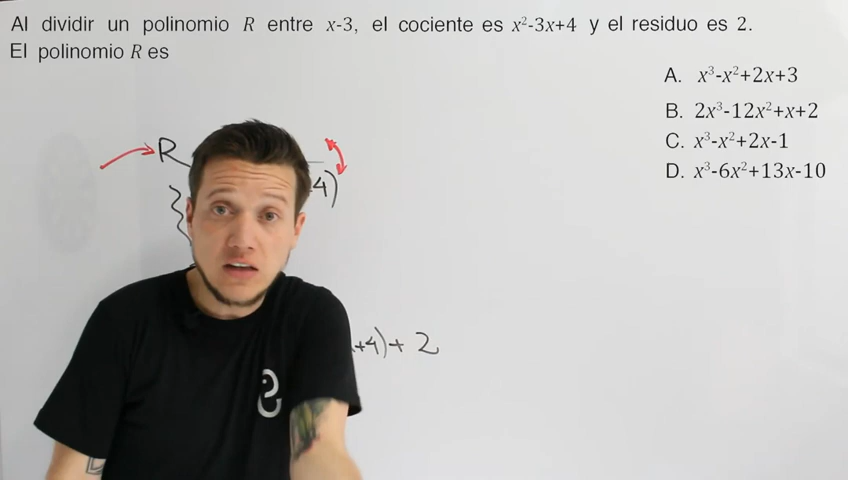 Al dividir un polinomio R entre x-3, el cociente es x²-3x+4 y el residuo es 2.
El polinomio R es
A. x³-x²+2x+3
B. 2x³-12x²+x+2
C. x³-x²+2x-1
D. x³-6x²+13x-10
R
4)
+4)+2